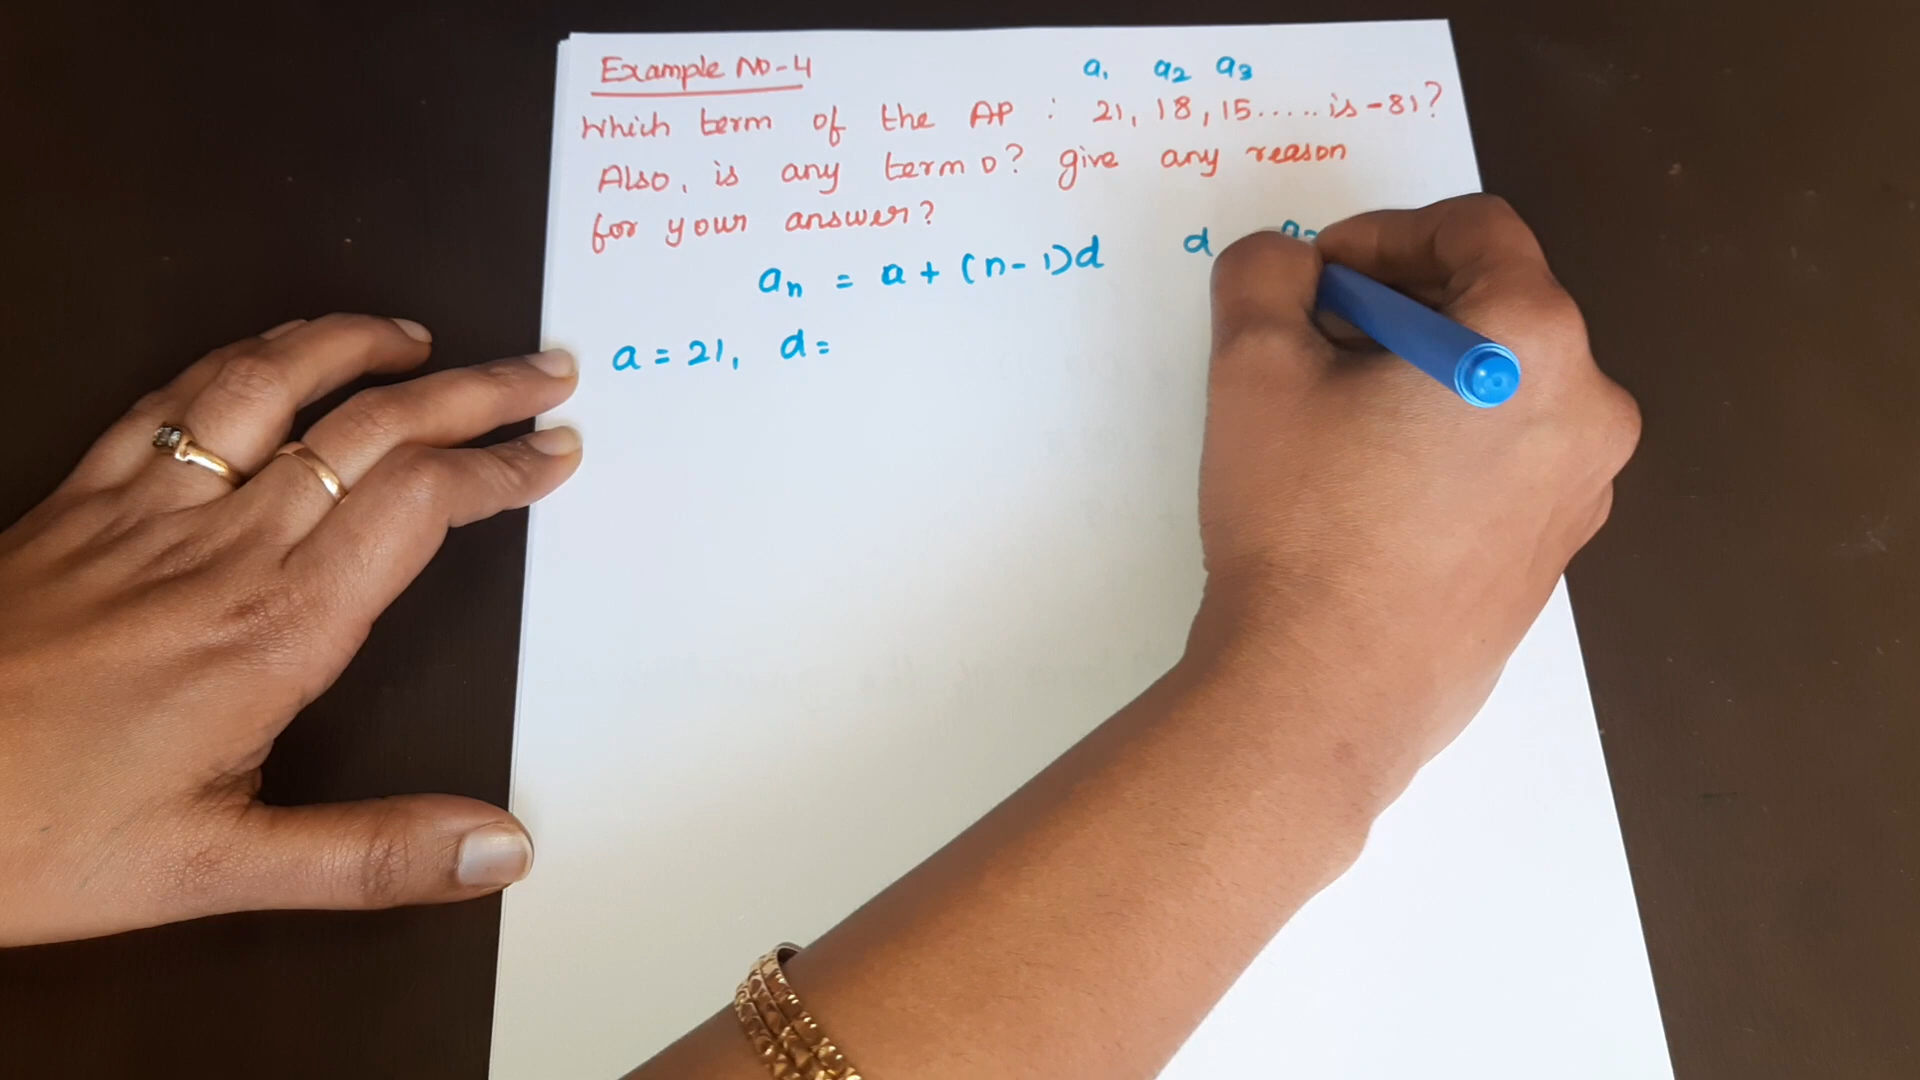 Example No-4
a1 a2 a3
Which term of the AP : 21, 18, 15..... is -81?
Also, is any term 0? give any reason
for your answer?
an = a + (n-1)d d a2
a = 21, d =